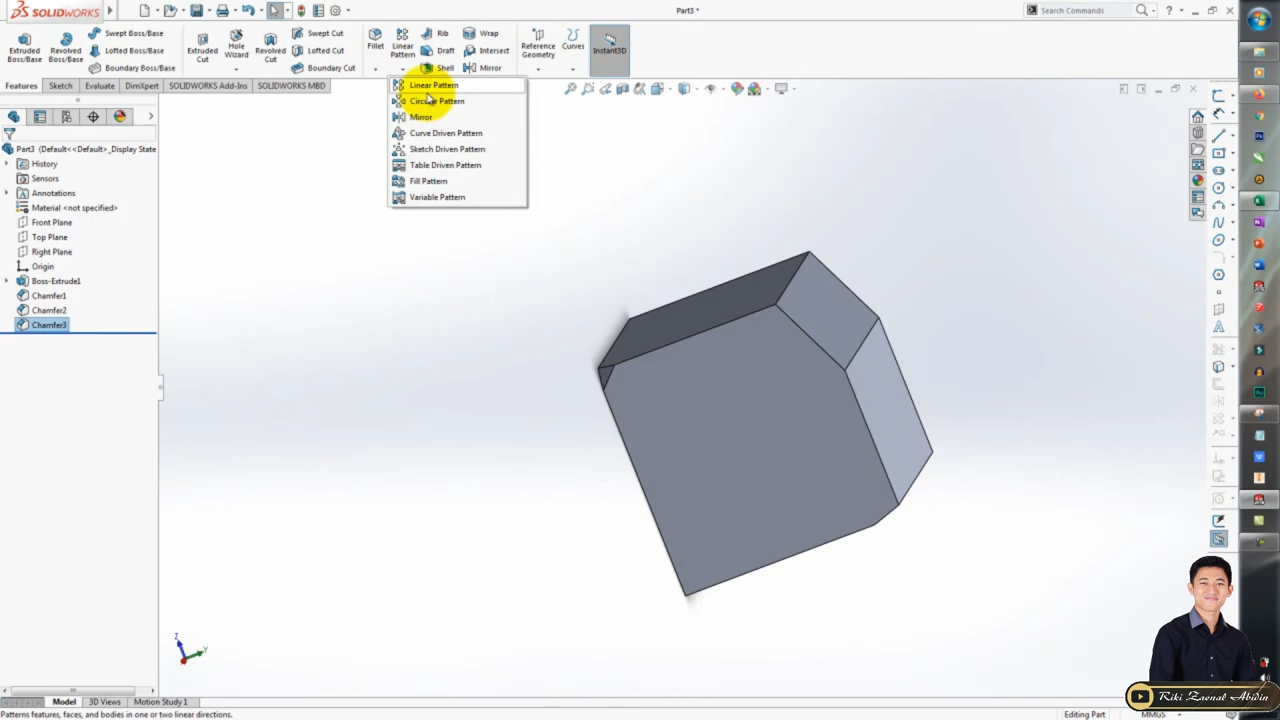 SOLIDWORKS
Part3 *
Search Commands
Extruded Boss/Base
Revolved Boss/Base
Swept Boss/Base
Lofted Boss/Base
Boundary Boss/Base
Extruded Cut
Hole Wizard
Revolved Cut
Swept Cut
Lofted Cut
Boundary Cut
Fillet
Linear Pattern
Rib
Draft
Shell
Wrap
Intersect
Mirror
Reference Geometry
Curves
Instant3D
Features
Sketch
Evaluate
DimXpert
SOLIDWORKS Add-Ins
SOLIDWORKS MBD
Linear Pattern
Circular Pattern
Mirror
Curve Driven Pattern
Sketch Driven Pattern
Table Driven Pattern
Fill Pattern
Variable Pattern
Part3 (Default<<Default>_Display State
History
Sensors
Annotations
Material <not specified>
Front Plane
Top Plane
Right Plane
Origin
Boss-Extrude1
Chamfer1
Chamfer2
Chamfer3
Z
Y
Model
3D Views
Motion Study 1
Patterns features, faces, and bodies in one or two linear directions.
Editing Part
MMGS
Riki Zaenal Abidin